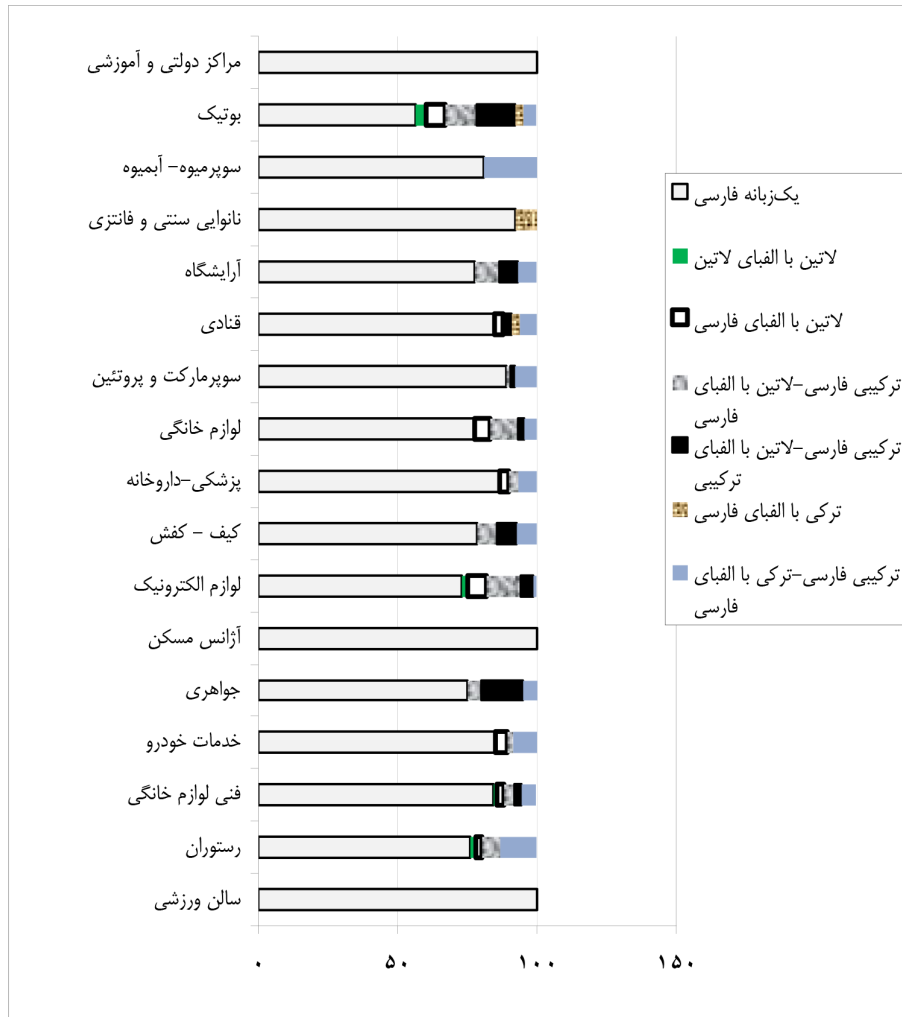 مراکز دولتی و آموزشی
بوتیک
سوپرمیوه– آبمیوه
نانوایی سنتی و فانتزی
آرایشگاه
قنادی
سوپرمارکت و پروتئین
لوازم خانگی
پزشکی–داروخانه
کیف – کفش
لوازم الکترونیک
آژانس مسکن
جواهری
خدمات خودرو
فنی لوازم خانگی
رستوران
سالن ورزشی
۰ ۵۰ ۱۰۰ ۱۵۰
یک‌زبانه فارسی
لاتین با الفبای لاتین
لاتین با الفبای فارسی
ترکیبی فارسی–لاتین با الفبای
فارسی
ترکیبی فارسی–لاتین با الفبای
ترکیبی
ترکی با الفبای فارسی
ترکیبی فارسی–ترکی با الفبای
فارسی